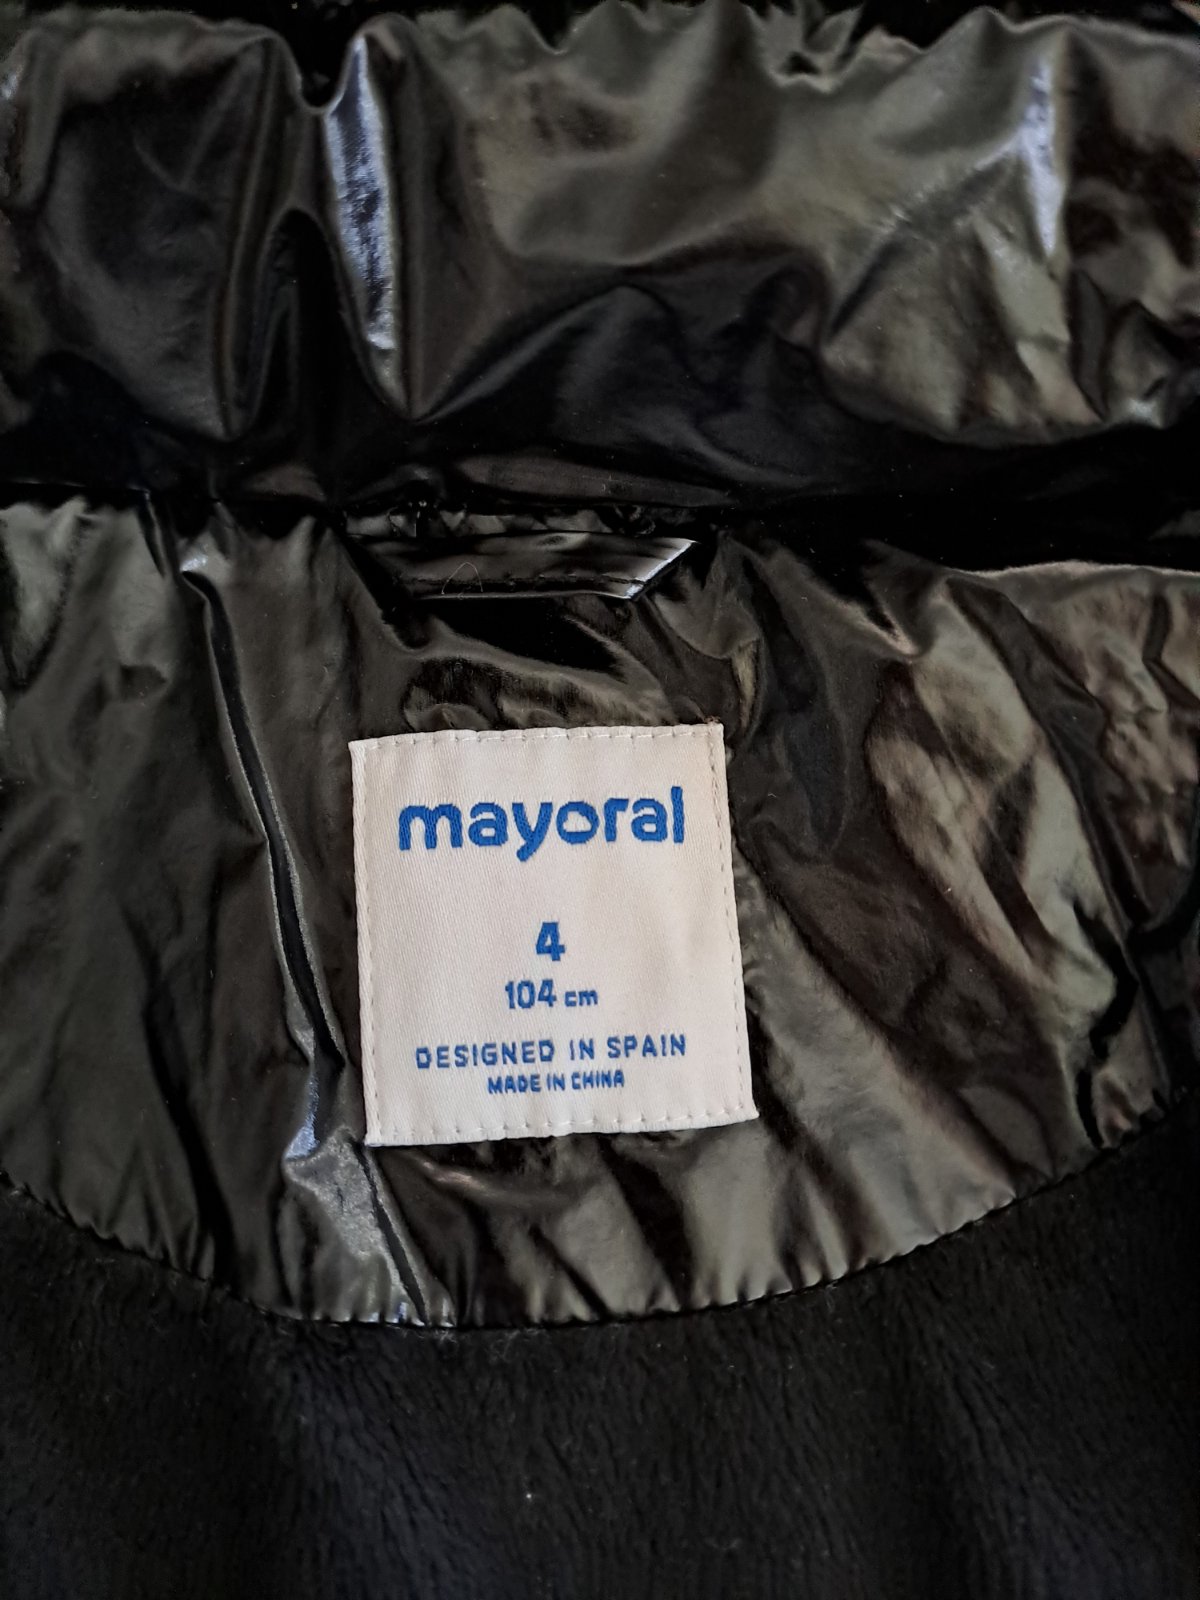 mayoral
4
104 cm
DESIGNED IN SPAIN
MADE IN CHINA